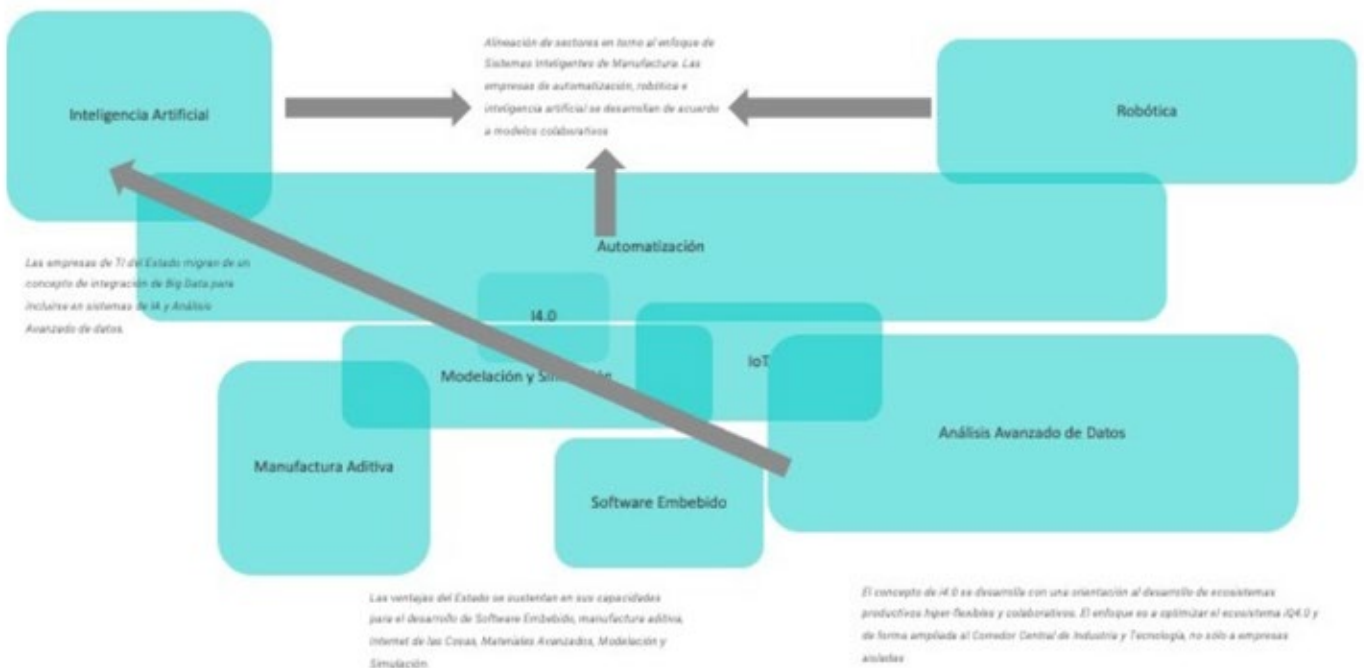 Alineación de sectores en torno al enfoque de
Sistemas Inteligentes de Manufactura. Las
empresas de automatización, robótica e
inteligencia artificial se desarrollan de acuerdo
a modelos colaborativos
Inteligencia Artificial
Robótica
Automatización
Las empresas de TI del Estado migran de un
concepto de integración de Big Data para
incluirse en sistemas de IA y Análisis
Avanzado de datos.
I4.0
IoT
Modelación y
Análisis Avanzado de Datos
Manufactura Aditiva
Software Embebido
Las ventajas del Estado se sustentan en sus capacidades
para el desarrollo de Software Embebido, manufactura aditiva,
Internet de las Cosas, Materiales Avanzados, Modelación y
Simulación.
El concepto de i4.0 se desarrolla con una orientación al desarrollo de ecosistemas
productivos hiper-flexibles y colaborativos. El enfoque es a optimizar el ecosistema iQ4.0 y
de forma ampliada al Corredor Central de Industria y Tecnología, no sólo a empresas
aisladas